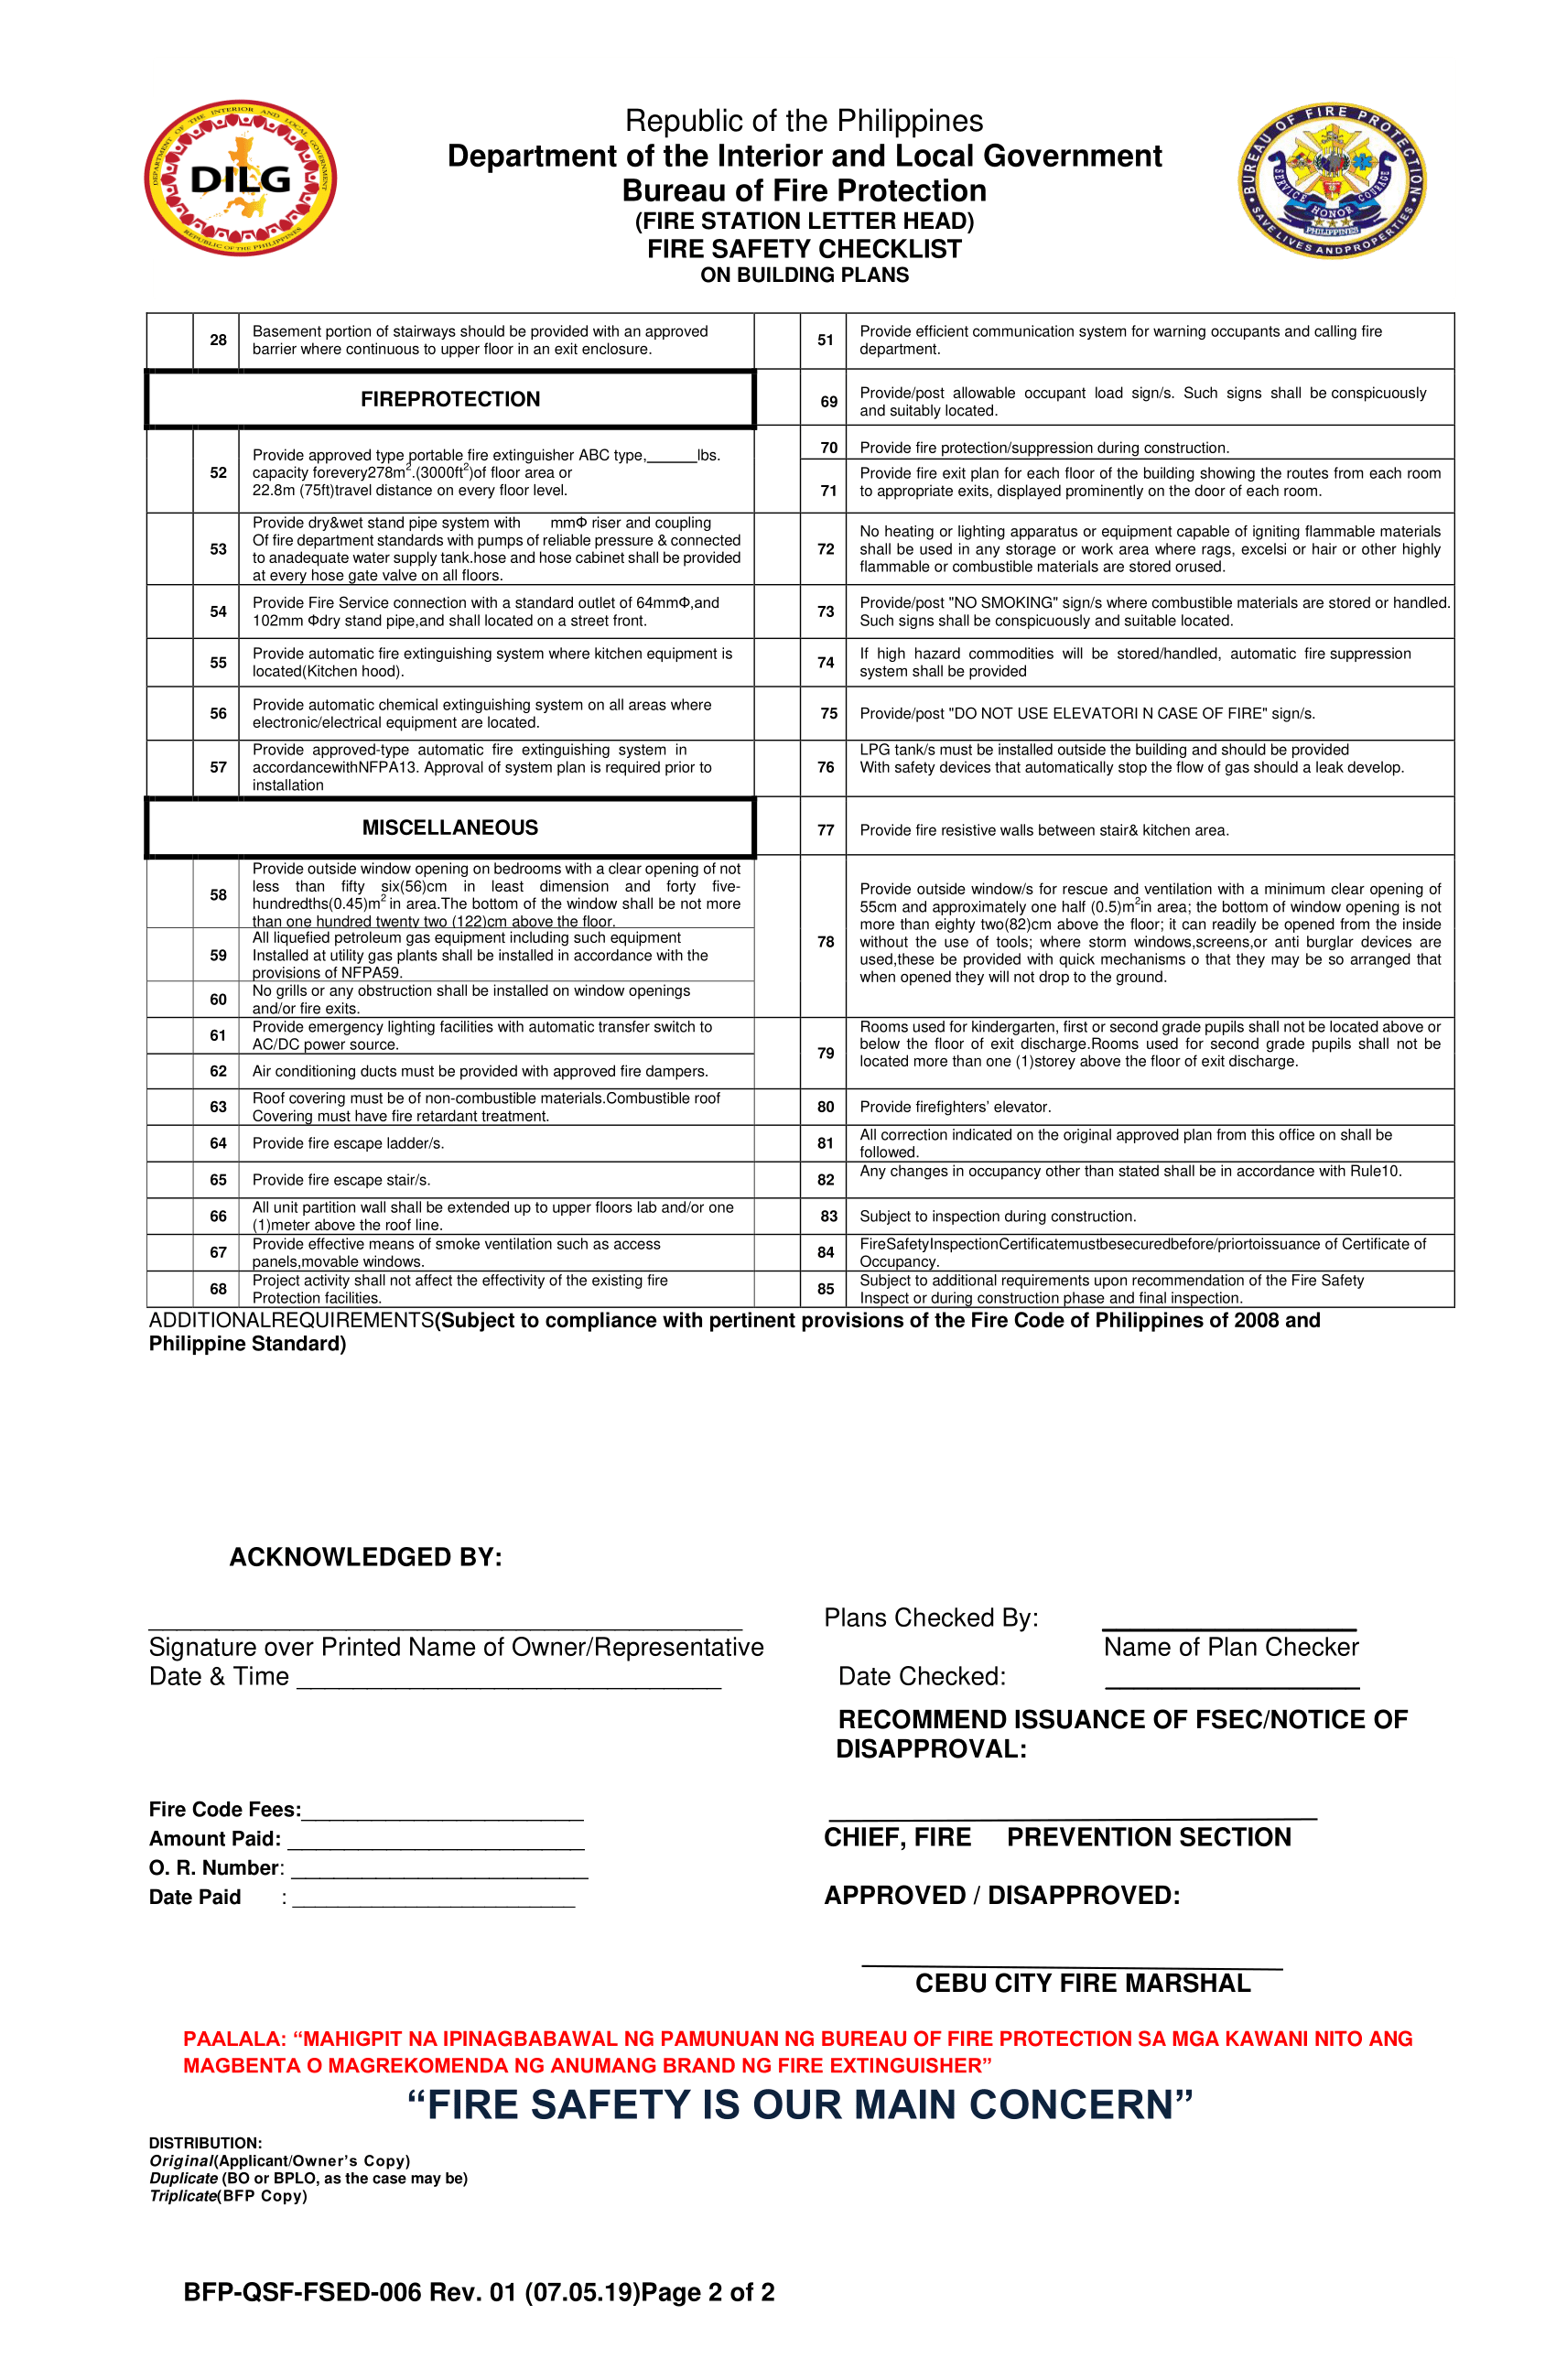 DEPARTMENT OF THE INTERIOR AND LOCAL GOVERNMENT
DILG
REPUBLIC OF THE PHILIPPINES
Republic of the Philippines
Department of the Interior and Local Government
Bureau of Fire Protection
(FIRE STATION LETTER HEAD)
FIRE SAFETY CHECKLIST
ON BUILDING PLANS
BUREAU OF FIRE PROTECTION
SERVICE HONOR COURAGE
PHILIPPINES
SAVE LIVES AND PROPERTIES
28 Basement portion of stairways should be provided with an approved
barrier where continuous to upper floor in an exit enclosure.
51 Provide efficient communication system for warning occupants and calling fire
department.
FIREPROTECTION
69 Provide/post allowable occupant load sign/s. Such signs shall be conspicuously
and suitably located.
52 Provide approved type portable fire extinguisher ABC type,______lbs.
capacity forevery278m².(3000ft²)of floor area or
22.8m (75ft)travel distance on every floor level.
70 Provide fire protection/suppression during construction.
71 Provide fire exit plan for each floor of the building showing the routes from each room
to appropriate exits, displayed prominently on the door of each room.
53 Provide dry&wet stand pipe system with mmΦ riser and coupling
Of fire department standards with pumps of reliable pressure & connected
to anadequate water supply tank.hose and hose cabinet shall be provided
at every hose gate valve on all floors.
72 No heating or lighting apparatus or equipment capable of igniting flammable materials
shall be used in any storage or work area where rags, excelsi or hair or other highly
flammable or combustible materials are stored orused.
54 Provide Fire Service connection with a standard outlet of 64mmΦ,and
102mm Φdry stand pipe,and shall located on a street front.
73 Provide/post "NO SMOKING" sign/s where combustible materials are stored or handled.
Such signs shall be conspicuously and suitable located.
55 Provide automatic fire extinguishing system where kitchen equipment is
located(Kitchen hood).
74 If high hazard commodities will be stored/handled, automatic fire suppression
system shall be provided
56 Provide automatic chemical extinguishing system on all areas where
electronic/electrical equipment are located.
75 Provide/post "DO NOT USE ELEVATORI N CASE OF FIRE" sign/s.
57 Provide approved-type automatic fire extinguishing system in
accordancewithNFPA13. Approval of system plan is required prior to
installation
76 LPG tank/s must be installed outside the building and should be provided
With safety devices that automatically stop the flow of gas should a leak develop.
MISCELLANEOUS
77 Provide fire resistive walls between stair& kitchen area.
58 Provide outside window opening on bedrooms with a clear opening of not
less than fifty six(56)cm in least dimension and forty five-
hundredths(0.45)m² in area.The bottom of the window shall be not more
than one hundred twenty two (122)cm above the floor.
59 All liquefied petroleum gas equipment including such equipment
Installed at utility gas plants shall be installed in accordance with the
provisions of NFPA59.
60 No grills or any obstruction shall be installed on window openings
and/or fire exits.
78 Provide outside window/s for rescue and ventilation with a minimum clear opening of
55cm and approximately one half (0.5)m²in area; the bottom of window opening is not
more than eighty two(82)cm above the floor; it can readily be opened from the inside
without the use of tools; where storm windows,screens,or anti burglar devices are
used,these be provided with quick mechanisms o that they may be so arranged that
when opened they will not drop to the ground.
61 Provide emergency lighting facilities with automatic transfer switch to
AC/DC power source.
62 Air conditioning ducts must be provided with approved fire dampers.
79 Rooms used for kindergarten, first or second grade pupils shall not be located above or
below the floor of exit discharge.Rooms used for second grade pupils shall not be
located more than one (1)storey above the floor of exit discharge.
63 Roof covering must be of non-combustible materials.Combustible roof
Covering must have fire retardant treatment.
80 Provide firefighters’ elevator.
64 Provide fire escape ladder/s.
81 All correction indicated on the original approved plan from this office on shall be
followed.
65 Provide fire escape stair/s.
82 Any changes in occupancy other than stated shall be in accordance with Rule10.
66 All unit partition wall shall be extended up to upper floors lab and/or one
(1)meter above the roof line.
83 Subject to inspection during construction.
67 Provide effective means of smoke ventilation such as access
panels,movable windows.
84 FireSafetyInspectionCertificatemustbesecuredbefore/priortoissuance of Certificate of
Occupancy.
68 Project activity shall not affect the effectivity of the existing fire
Protection facilities.
85 Subject to additional requirements upon recommendation of the Fire Safety
Inspect or during construction phase and final inspection.
ADDITIONALREQUIREMENTS(Subject to compliance with pertinent provisions of the Fire Code of Philippines of 2008 and
Philippine Standard)
ACKNOWLEDGED BY:
Plans Checked By: __________________
Signature over Printed Name of Owner/Representative
Name of Plan Checker
Date & Time ______________________________
Date Checked: __________________
RECOMMEND ISSUANCE OF FSEC/NOTICE OF
DISAPPROVAL:
Fire Code Fees:_________________________
Amount Paid: __________________________
CHIEF, FIRE PREVENTION SECTION
O. R. Number: __________________________
Date Paid : _________________________
APPROVED / DISAPPROVED:
CEBU CITY FIRE MARSHAL
PAALALA: “MAHIGPIT NA IPINAGBABAWAL NG PAMUNUAN NG BUREAU OF FIRE PROTECTION SA MGA KAWANI NITO ANG
MAGBENTA O MAGREKOMENDA NG ANUMANG BRAND NG FIRE EXTINGUISHER”
“FIRE SAFETY IS OUR MAIN CONCERN”
DISTRIBUTION:
Original(Applicant/Owner’s Copy)
Duplicate (BO or BPLO, as the case may be)
Triplicate(BFP Copy)
BFP-QSF-FSED-006 Rev. 01 (07.05.19)Page 2 of 2